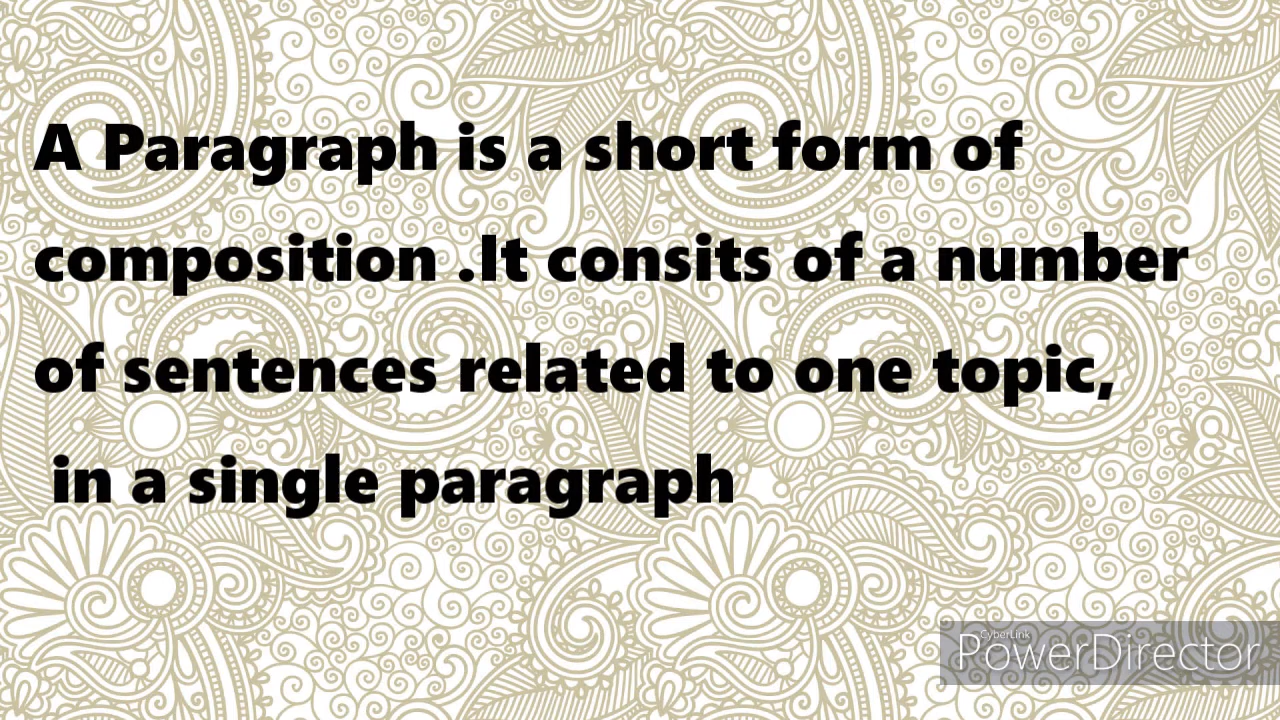 A Paragraph is a short form of
composition .It consits of a number
of sentences related to one topic,
in a single paragraph
CyberLink
PowerDirector